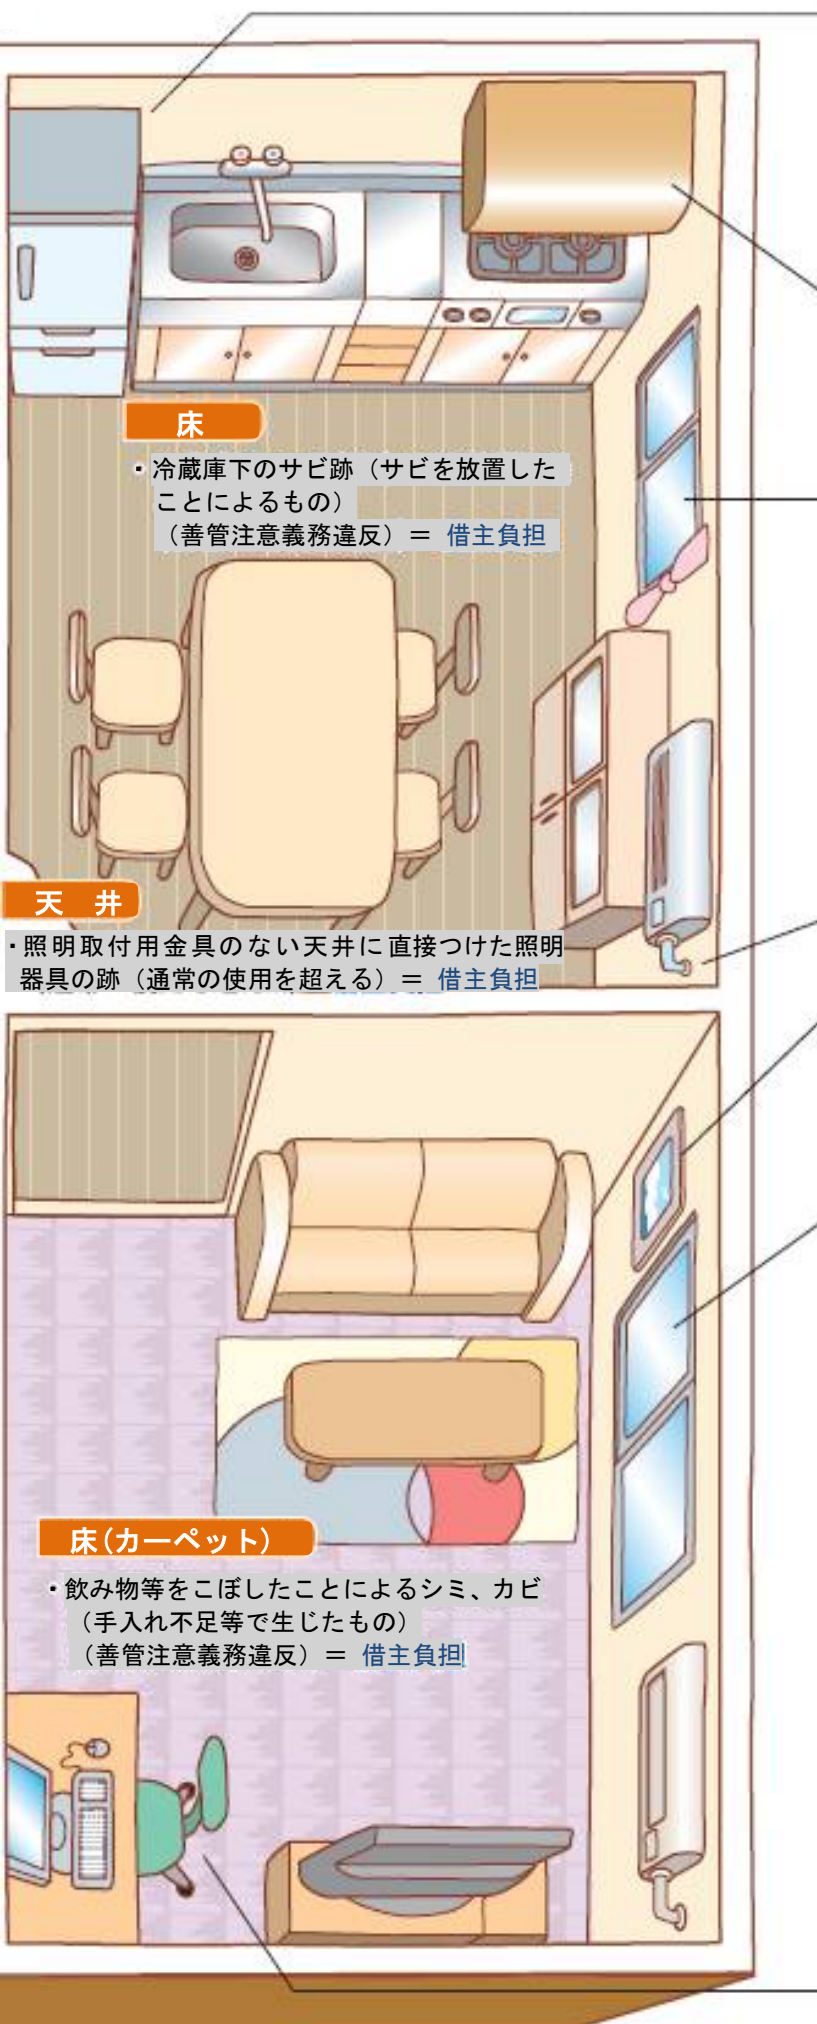 床
・冷蔵庫下のサビ跡（サビを放置した
ことによるもの）
（善管注意義務違反）＝ 借主負担
天 井
・照明取付用金具のない天井に直接つけた照明
器具の跡（通常の使用を超える）＝ 借主負担
床（カーペット）
・飲み物等をこぼしたことによるシミ、カビ
（手入れ不足等で生じたもの）
（善管注意義務違反）＝ 借主負担